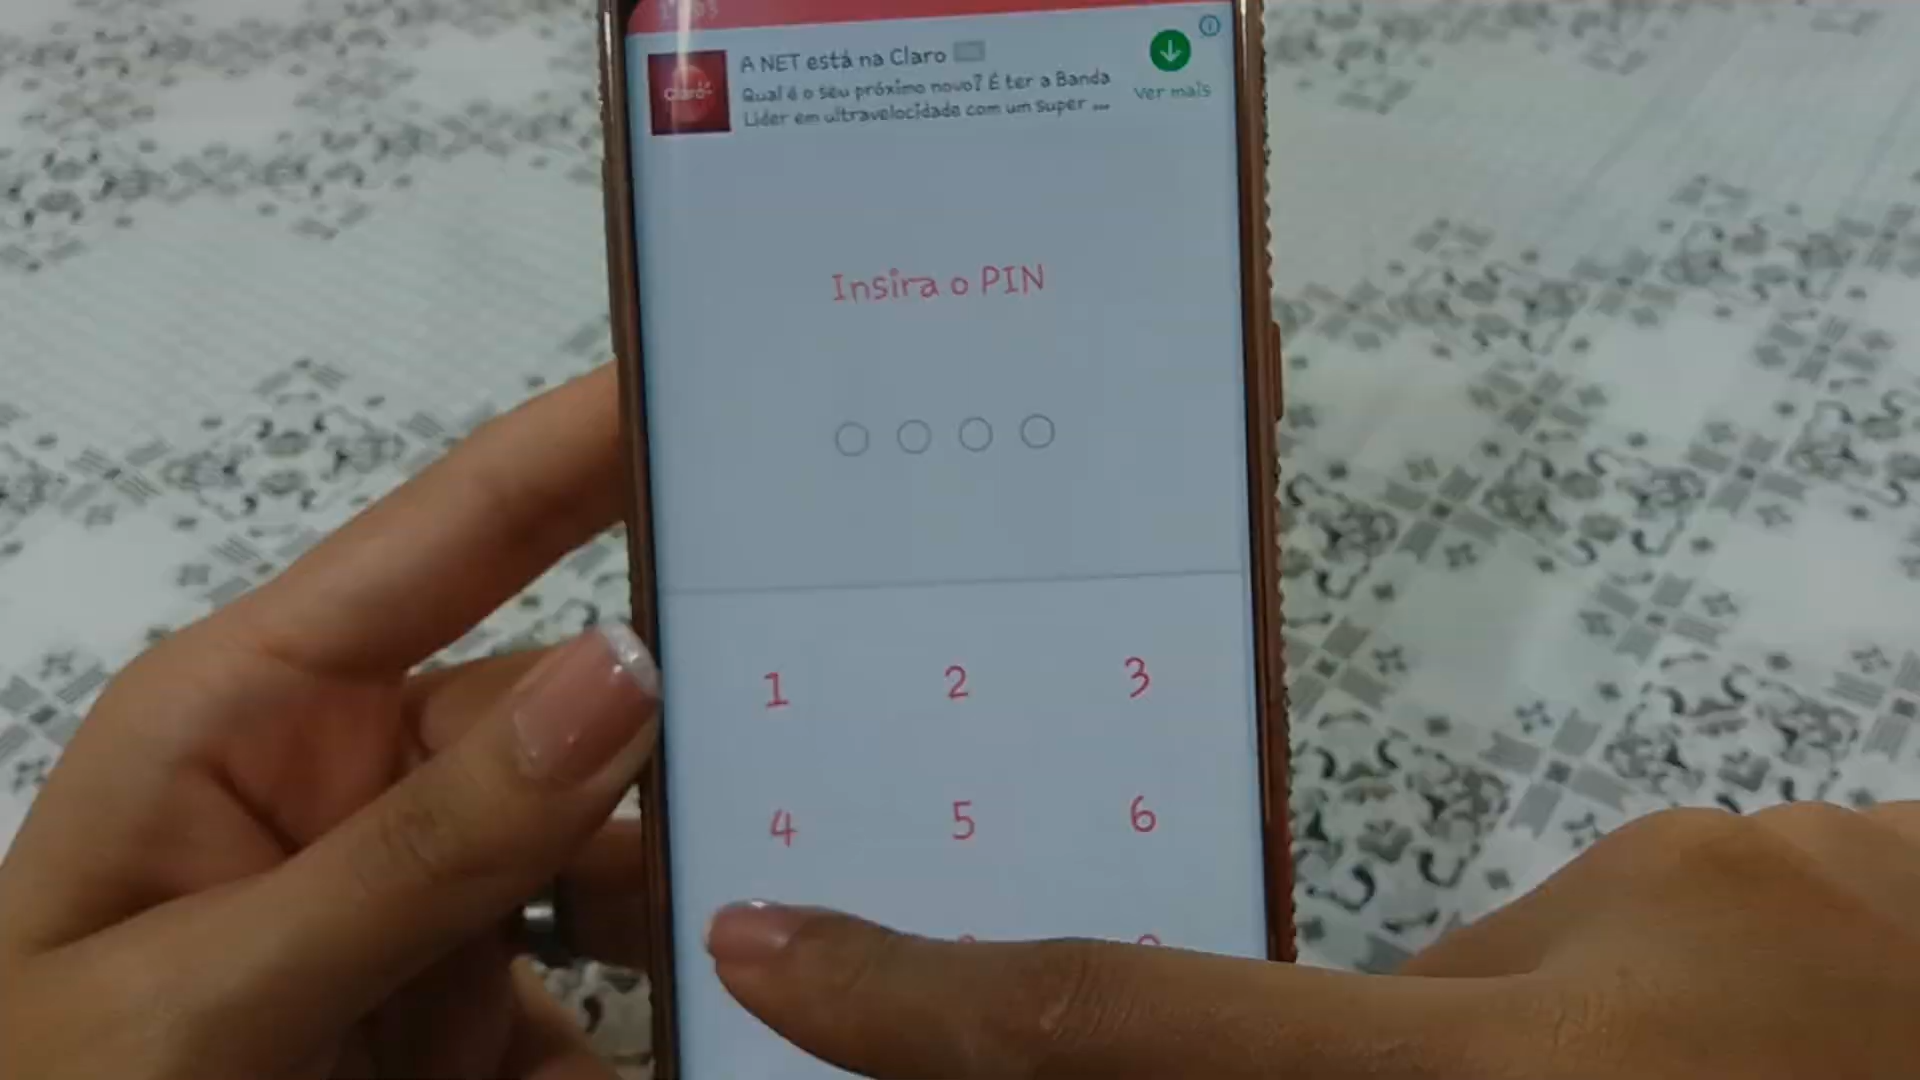 A NET está na Claro
Claro
Qual é o seu próximo novo? É ter a Banda
Líder em ultravelocidade com um super ...
Ver mais
Insira o PIN
1 2 3
4 5 6